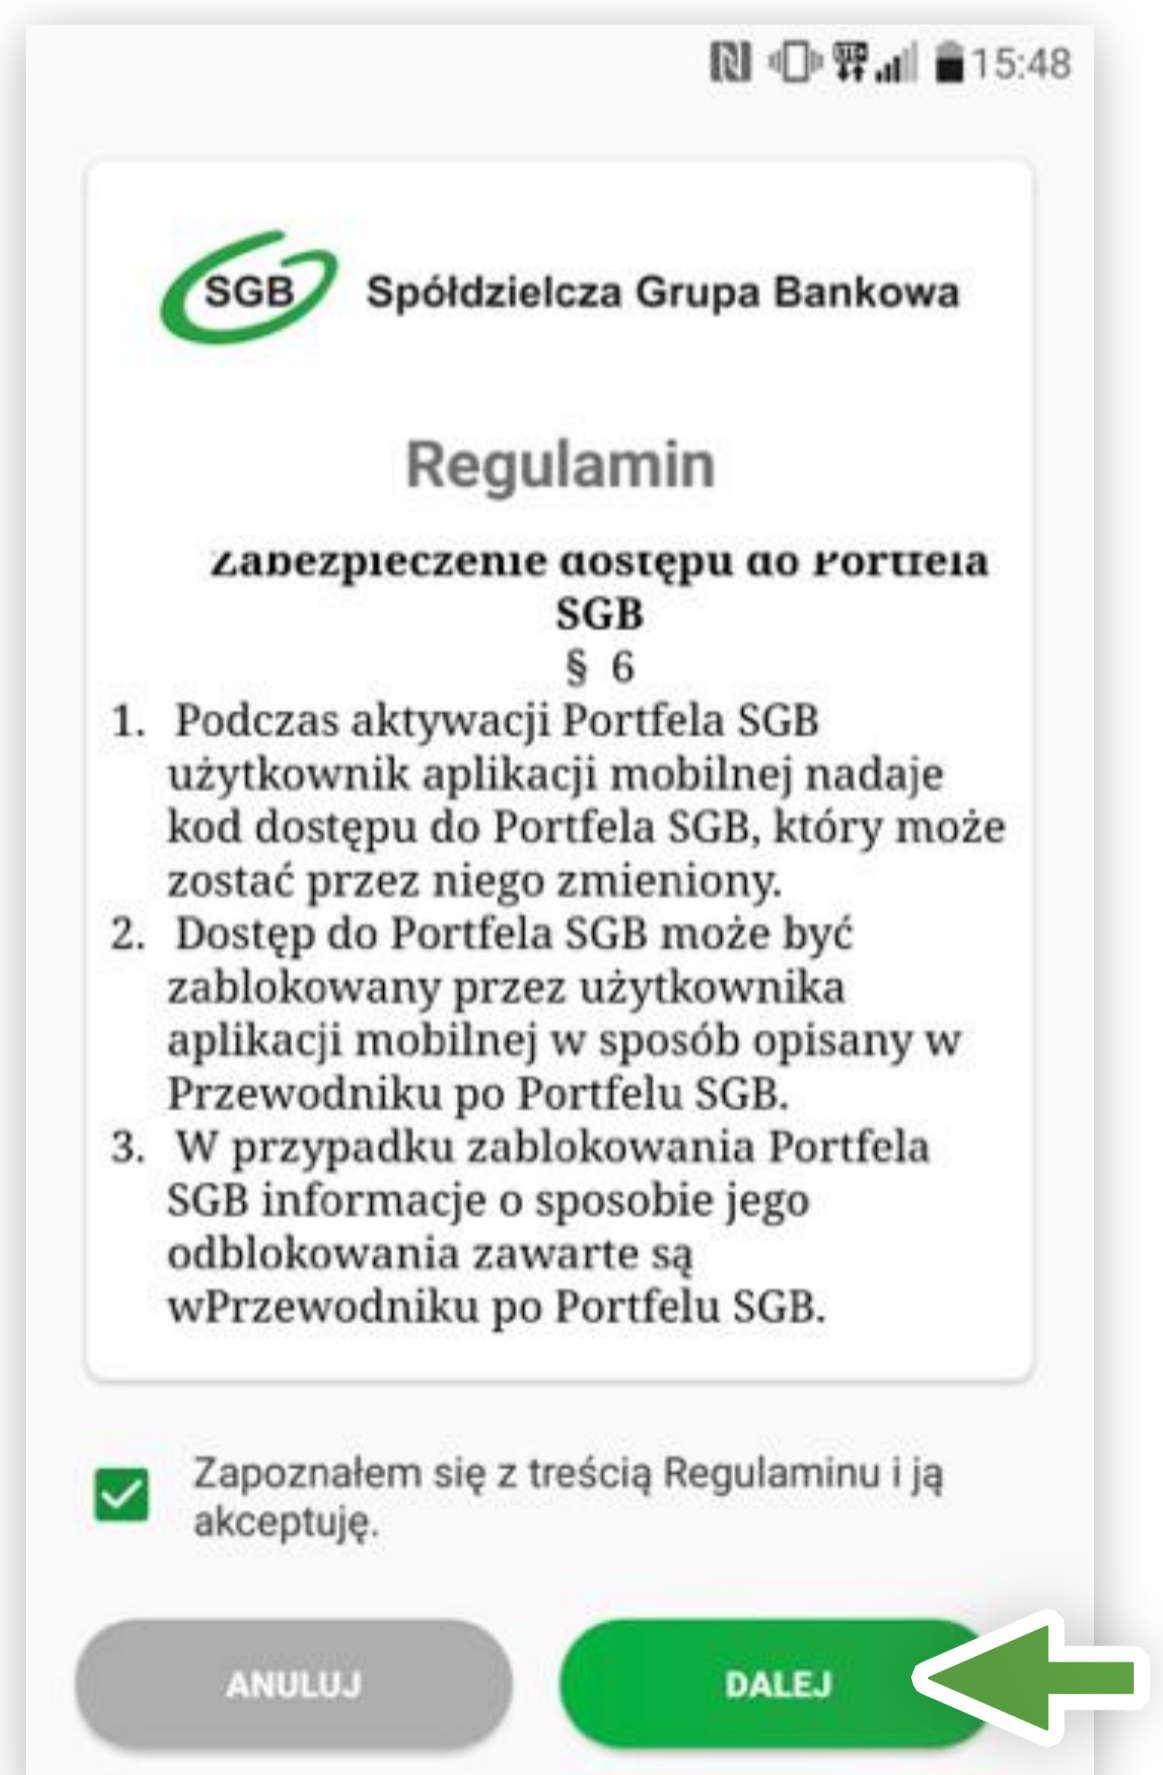 15:48
SGB Spółdzielcza Grupa Bankowa
Regulamin
Zabezpieczenie dostępu do Portfela
SGB
§ 6
1. Podczas aktywacji Portfela SGB
użytkownik aplikacji mobilnej nadaje
kod dostępu do Portfela SGB, który może
zostać przez niego zmieniony.
2. Dostęp do Portfela SGB może być
zablokowany przez użytkownika
aplikacji mobilnej w sposób opisany w
Przewodniku po Portfelu SGB.
3. W przypadku zablokowania Portfela
SGB informacje o sposobie jego
odblokowania zawarte są
wPrzewodniku po Portfelu SGB.
Zapoznałem się z treścią Regulaminu i ją
akceptuję.
ANULUJ DALEJ